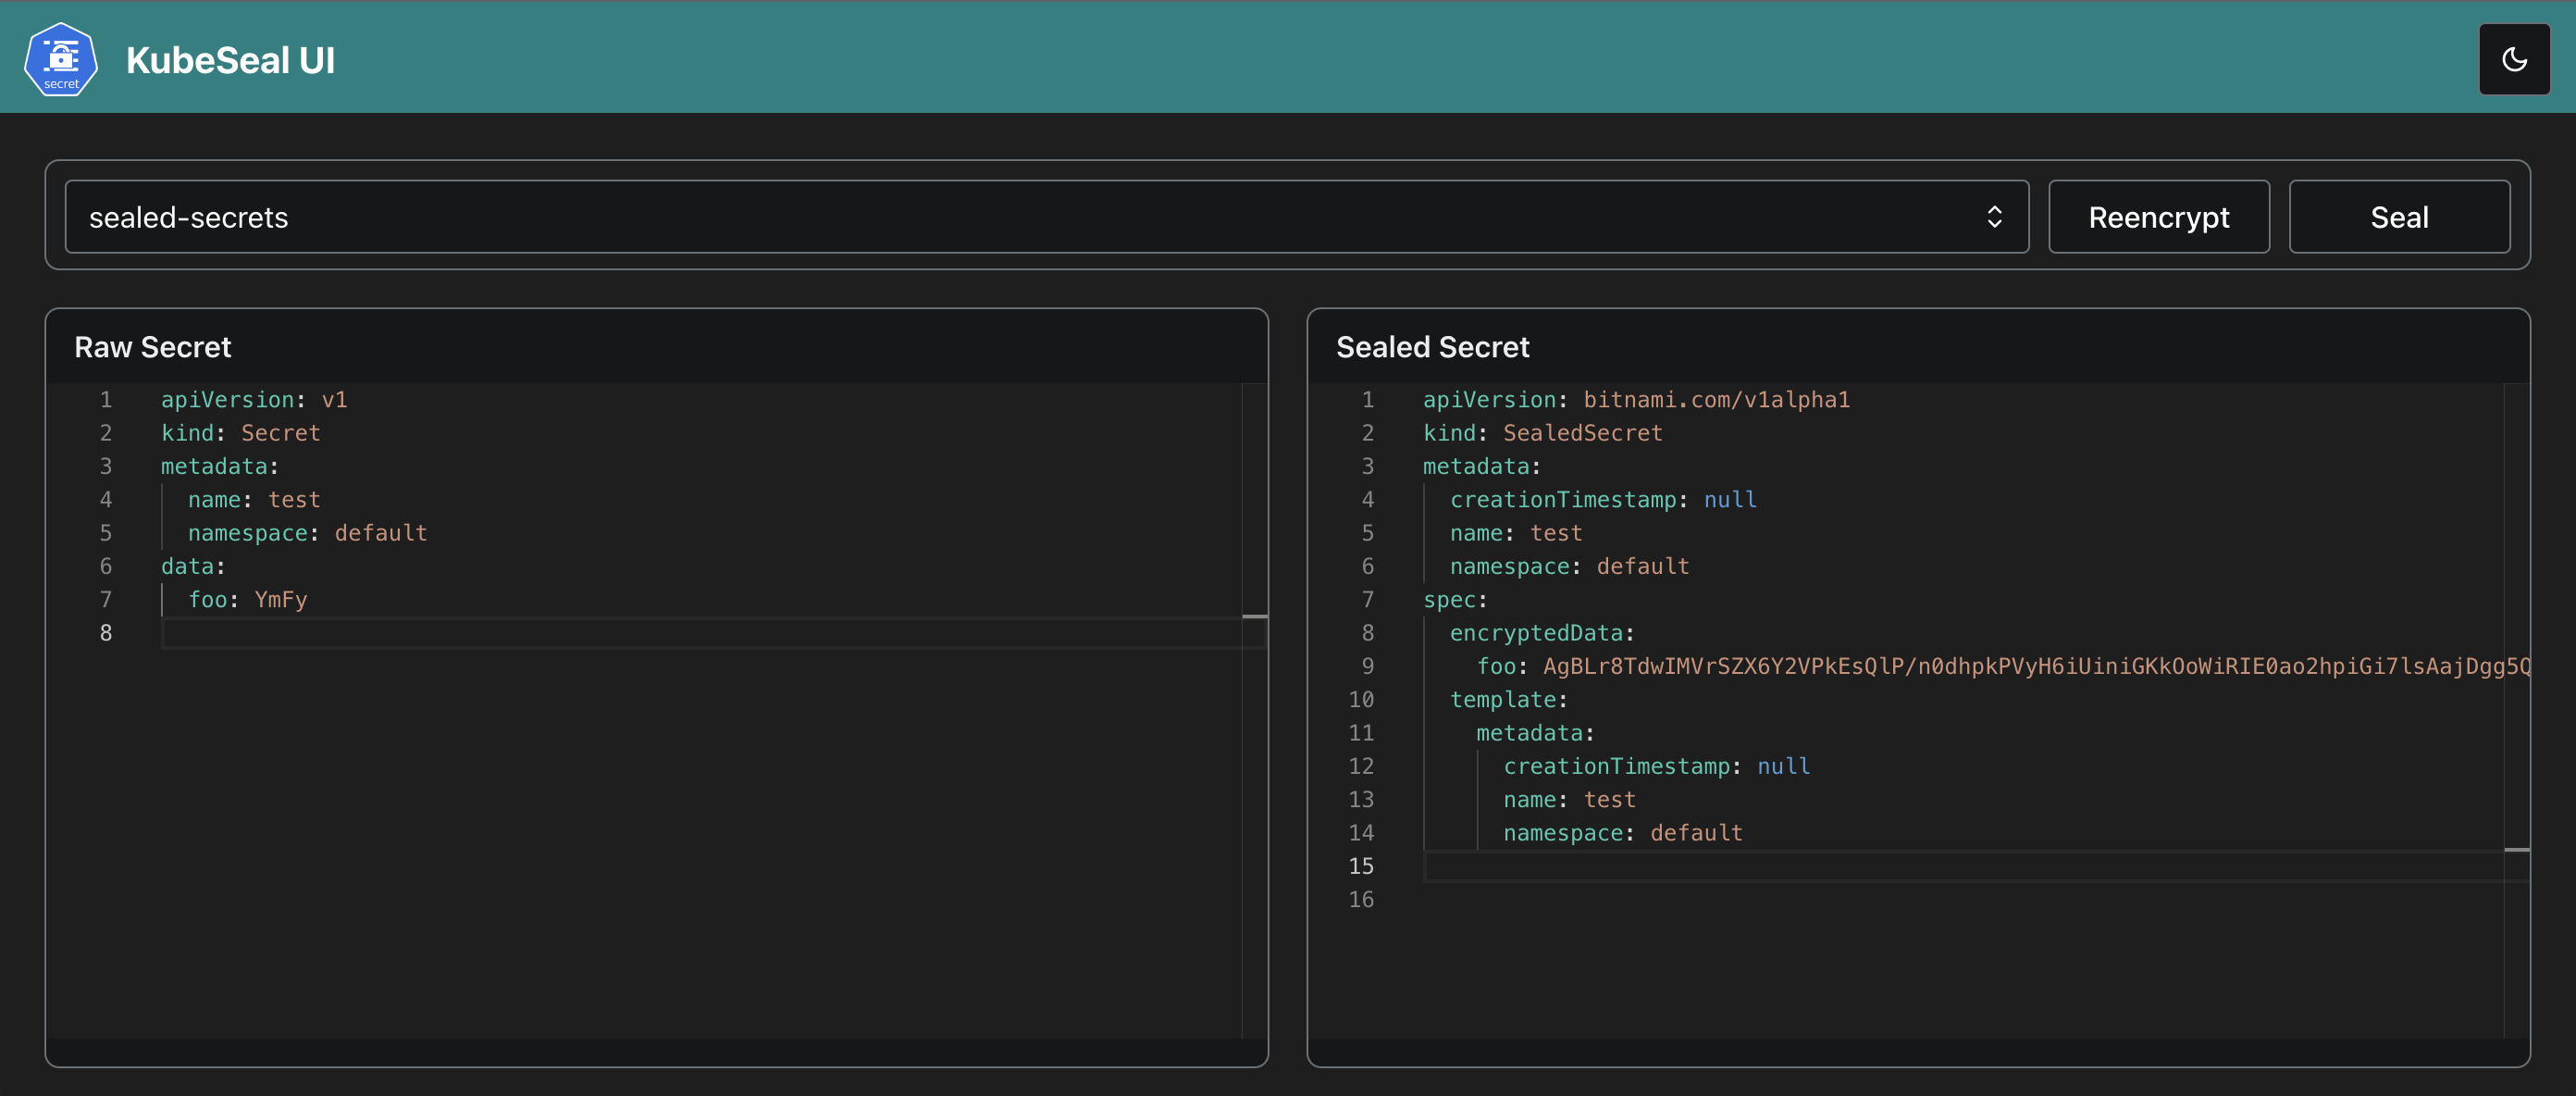 secret
KubeSeal UI
sealed-secrets
Reencrypt
Seal
Raw Secret
1 apiVersion: v1
2 kind: Secret
3 metadata:
4   name: test
5   namespace: default
6 data:
7   foo: YmFy
8
Sealed Secret
1 apiVersion: bitnami.com/v1alpha1
2 kind: SealedSecret
3 metadata:
4   creationTimestamp: null
5   name: test
6   namespace: default
7 spec:
8   encryptedData:
9     foo: AgBLr8TdwIMVrSZX6Y2VPkEsQlP/n0dhpkPVyH6iUiniGKkOoWiRIE0ao2hpiGi7lsAajDgg5Q
10   template:
11     metadata:
12       creationTimestamp: null
13       name: test
14       namespace: default
15
16